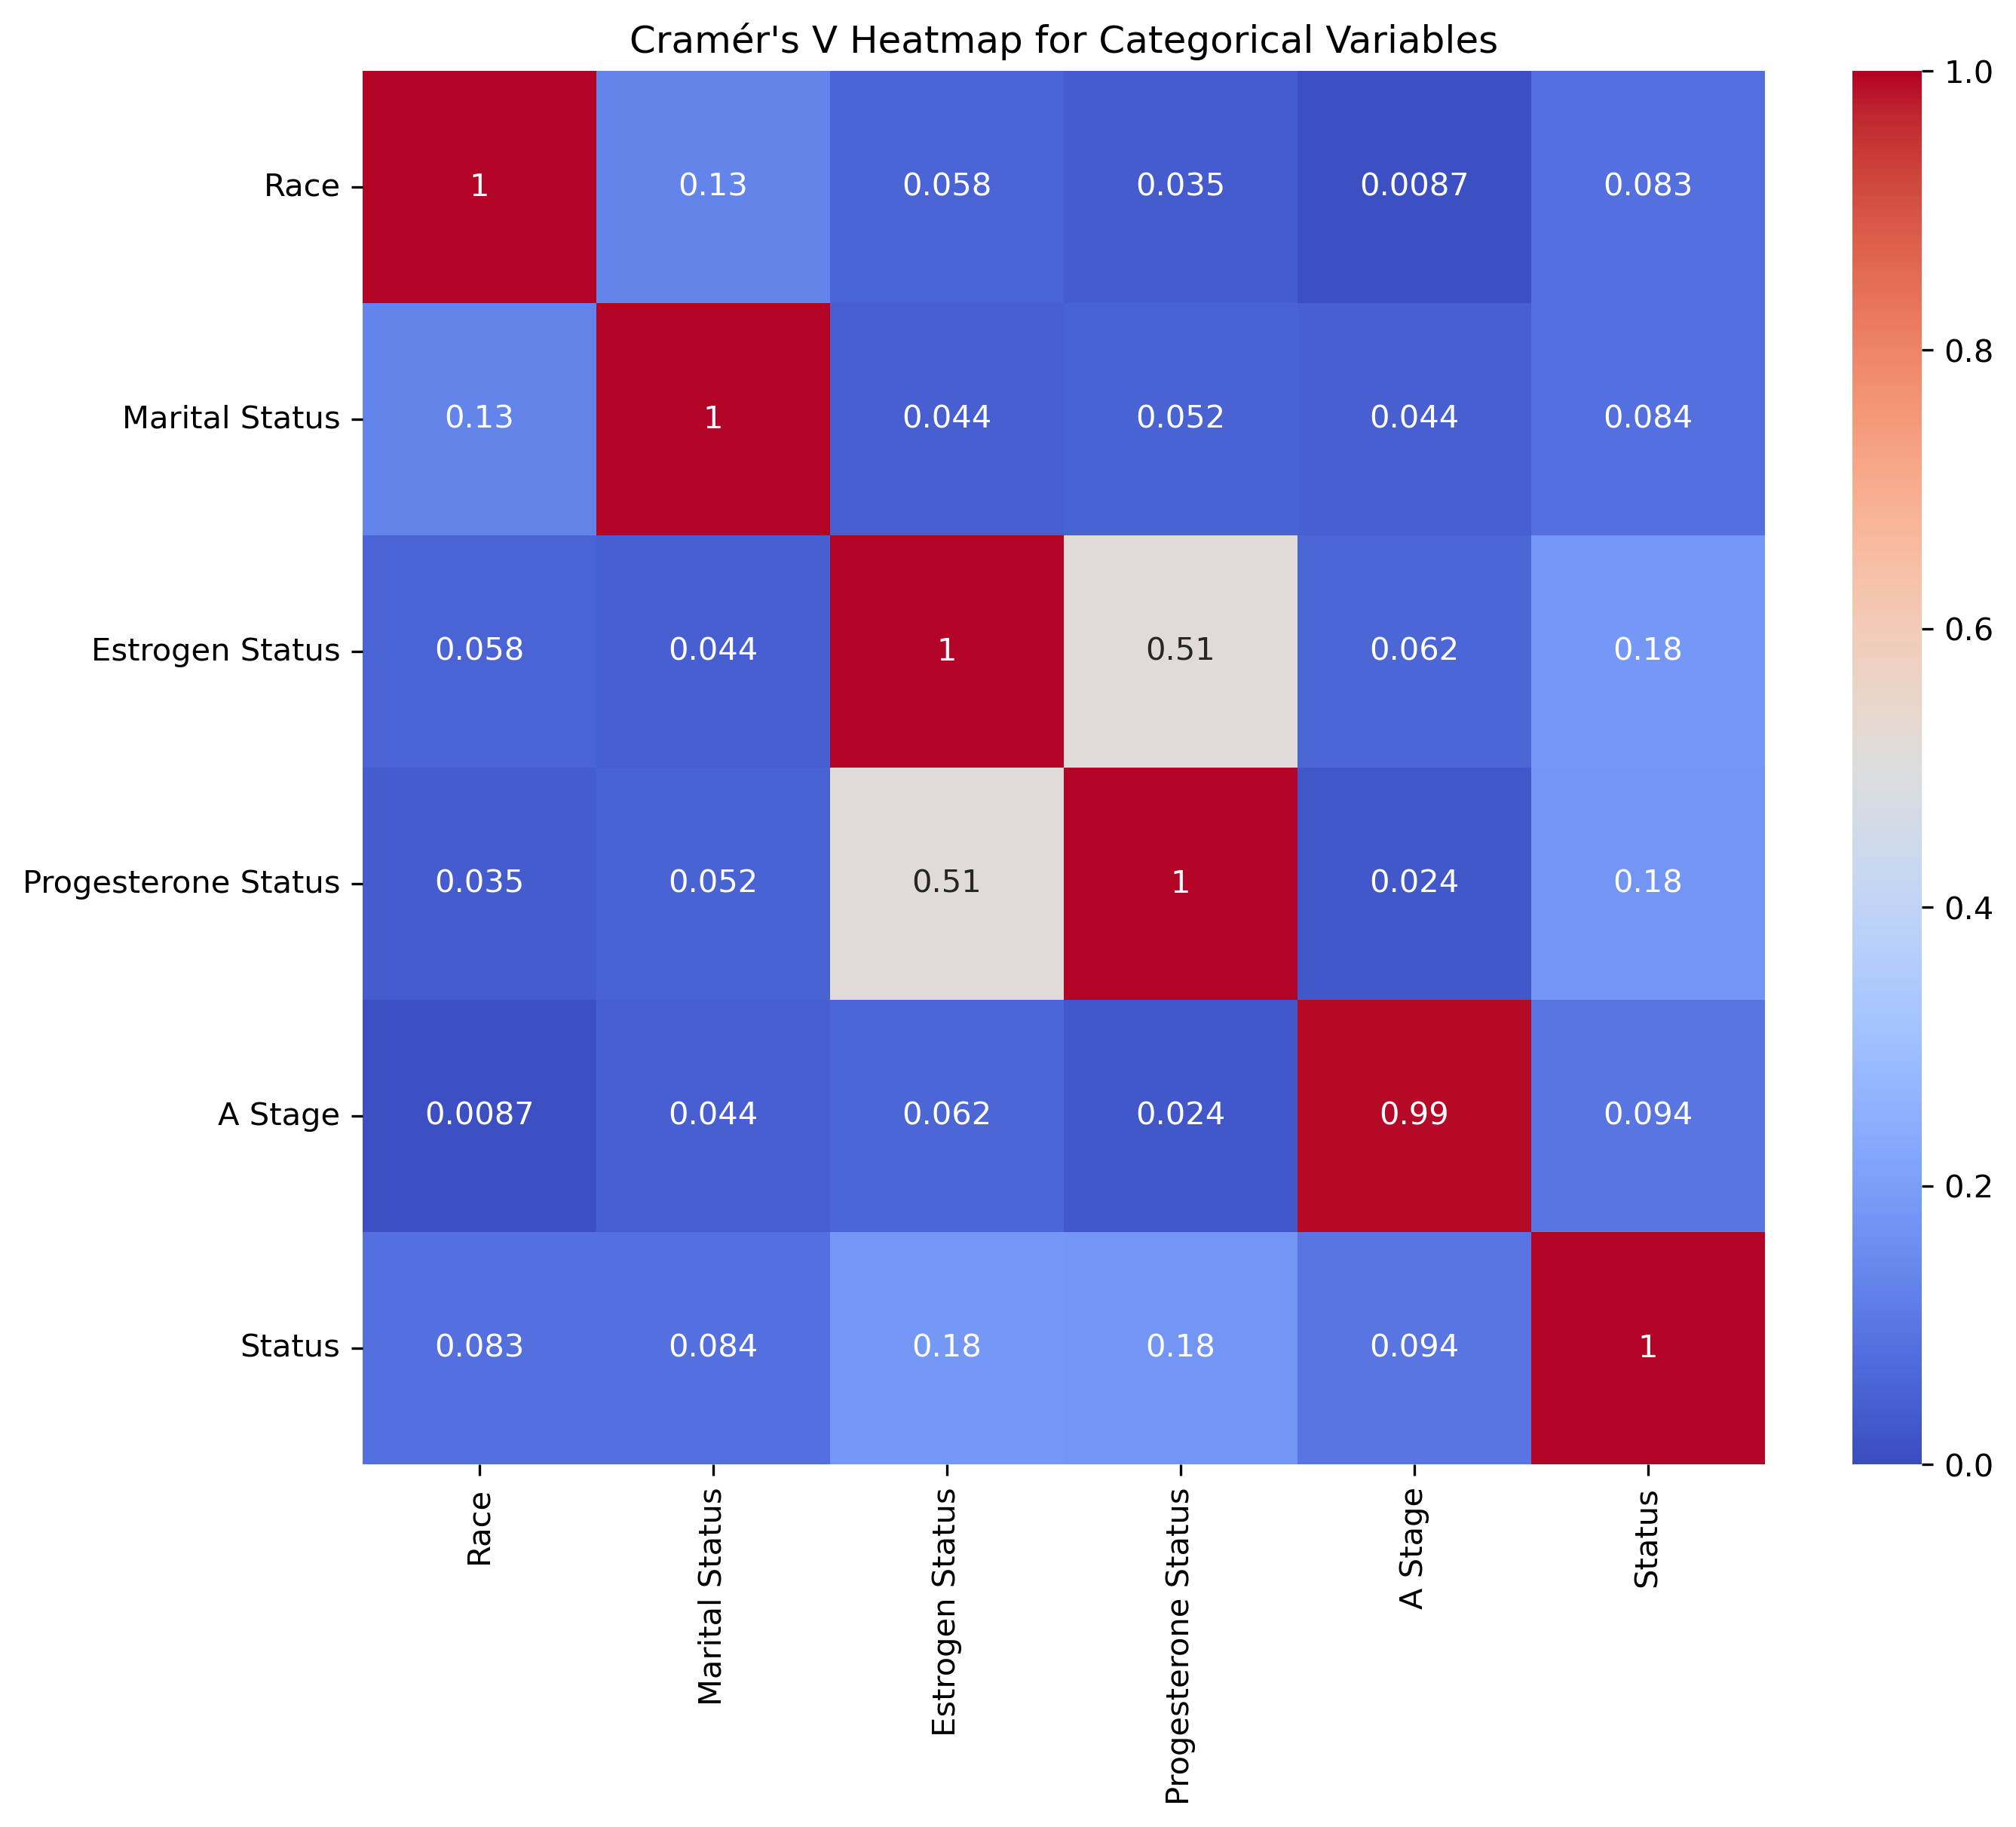 Cramér's V Heatmap for Categorical Variables
Race 1 0.13 0.058 0.035 0.0087 0.083
Marital Status 0.13 1 0.044 0.052 0.044 0.084
Estrogen Status 0.058 0.044 1 0.51 0.062 0.18
Progesterone Status 0.035 0.052 0.51 1 0.024 0.18
A Stage 0.0087 0.044 0.062 0.024 0.99 0.094
Status 0.083 0.084 0.18 0.18 0.094 1
Race
Marital Status
Estrogen Status
Progesterone Status
A Stage
Status
1.0
0.8
0.6
0.4
0.2
0.0